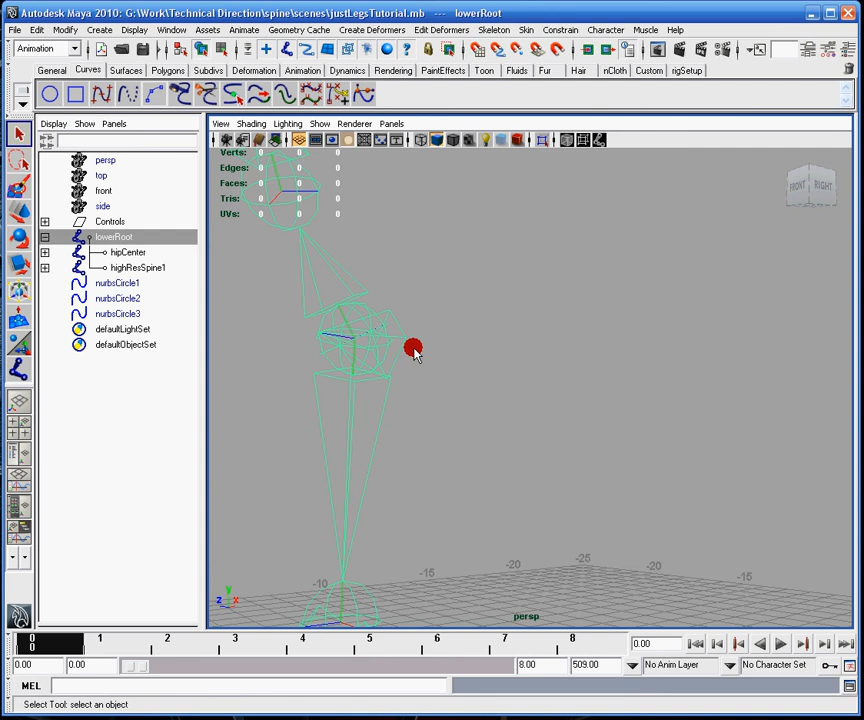 Autodesk Maya 2010: G:\Work\Technical Direction\spine\scenes\justLegsTutorial.mb --- lowerRoot
File Edit Modify Create Display Window Assets Animate Geometry Cache Create Deformers Edit Deformers Skeleton Skin Constrain Character Muscle Help
Animation
General Curves Surfaces Polygons Subdivs Deformation Animation Dynamics Rendering PaintEffects Toon Fluids Fur Hair nCloth Custom rigSetup
Display Show Panels
View Shading Lighting Show Renderer Panels
persp
top
front
side
Controls
lowerRoot
hipCenter
highResSpine1
nurbsCircle1
nurbsCircle2
nurbsCircle3
defaultLightSet
defaultObjectSet
Verts: 0 0 0
Edges: 0 0 0
Faces: 0 0 0
Tris: 0 0 0
UVs: 0 0 0
FRONT RIGHT
-10 -15 -20 -25 -20 -15
y
z x
persp
0 1 2 3 4 5 6 7 8
0
0.00
0.00 0.00 8.00 509.00 No Anim Layer No Character Set
MEL
Select Tool: select an object